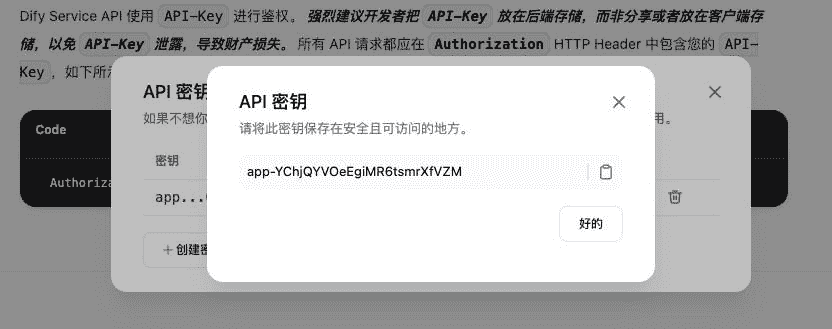 Dify Service API 使用 API-Key 进行鉴权。 强烈建议开发者把 API-Key 放在后端存储，而非分享或者放在客户端存
储，以免 API-Key 泄露，导致财产损失。 所有 API 请求都应在 Authorization HTTP Header 中包含您的 API-
Key，如下所示
Code
Authoriza
API 密钥
如果不想你
用。
密钥
app...
+ 创建密
API 密钥
请将此密钥保存在安全且可访问的地方。
app-YChjQYVOeEgiMR6tsmrXfVZM
好的